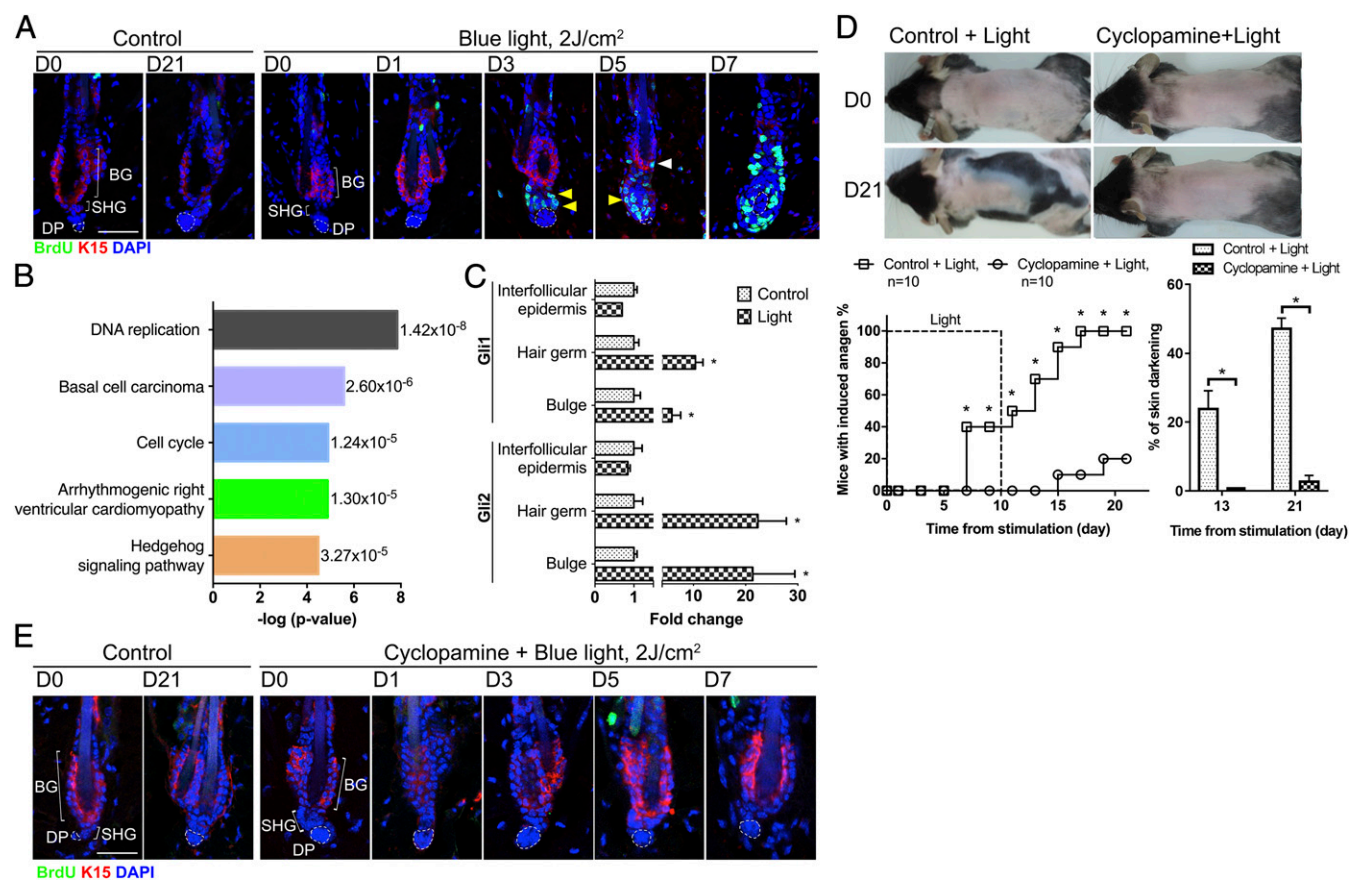 A
Control
Blue light, 2J/cm²
D0 D21 D0 D1 D3 D5 D7
BG
SHG
DP
BG
SHG
DP
BrdU K15 DAPI
B
DNA replication
1.42x10⁻⁸
Basal cell carcinoma
2.60x10⁻⁶
Cell cycle
1.24x10⁻⁵
Arrhythmogenic right
ventricular cardiomyopathy
1.30x10⁻⁵
Hedgehog
signaling pathway
3.27x10⁻⁵
0 2 4 6 8
-log (p-value)
C
Control
Light
Gli1
Interfollicular
epidermis
Hair germ
*
Bulge
*
Gli2
Interfollicular
epidermis
Hair germ
*
Bulge
*
0 1 10 20 30
Fold change
D
Control + Light
Cyclopamine+Light
D0
D21
Control + Light,
n=10
Cyclopamine + Light,
n=10
Mice with induced anagen %
100
80
60
40
20
0
Light
* * * * * * * *
0 5 10 15 20
Time from stimulation (day)
Control + Light
Cyclopamine + Light
% of skin darkening
60
40
20
0
*
*
13 21
Time from stimulation (day)
E
Control
Cyclopamine + Blue light, 2J/cm²
D0 D21 D0 D1 D3 D5 D7
BG
DP
SHG
BG
SHG
DP
BrdU K15 DAPI